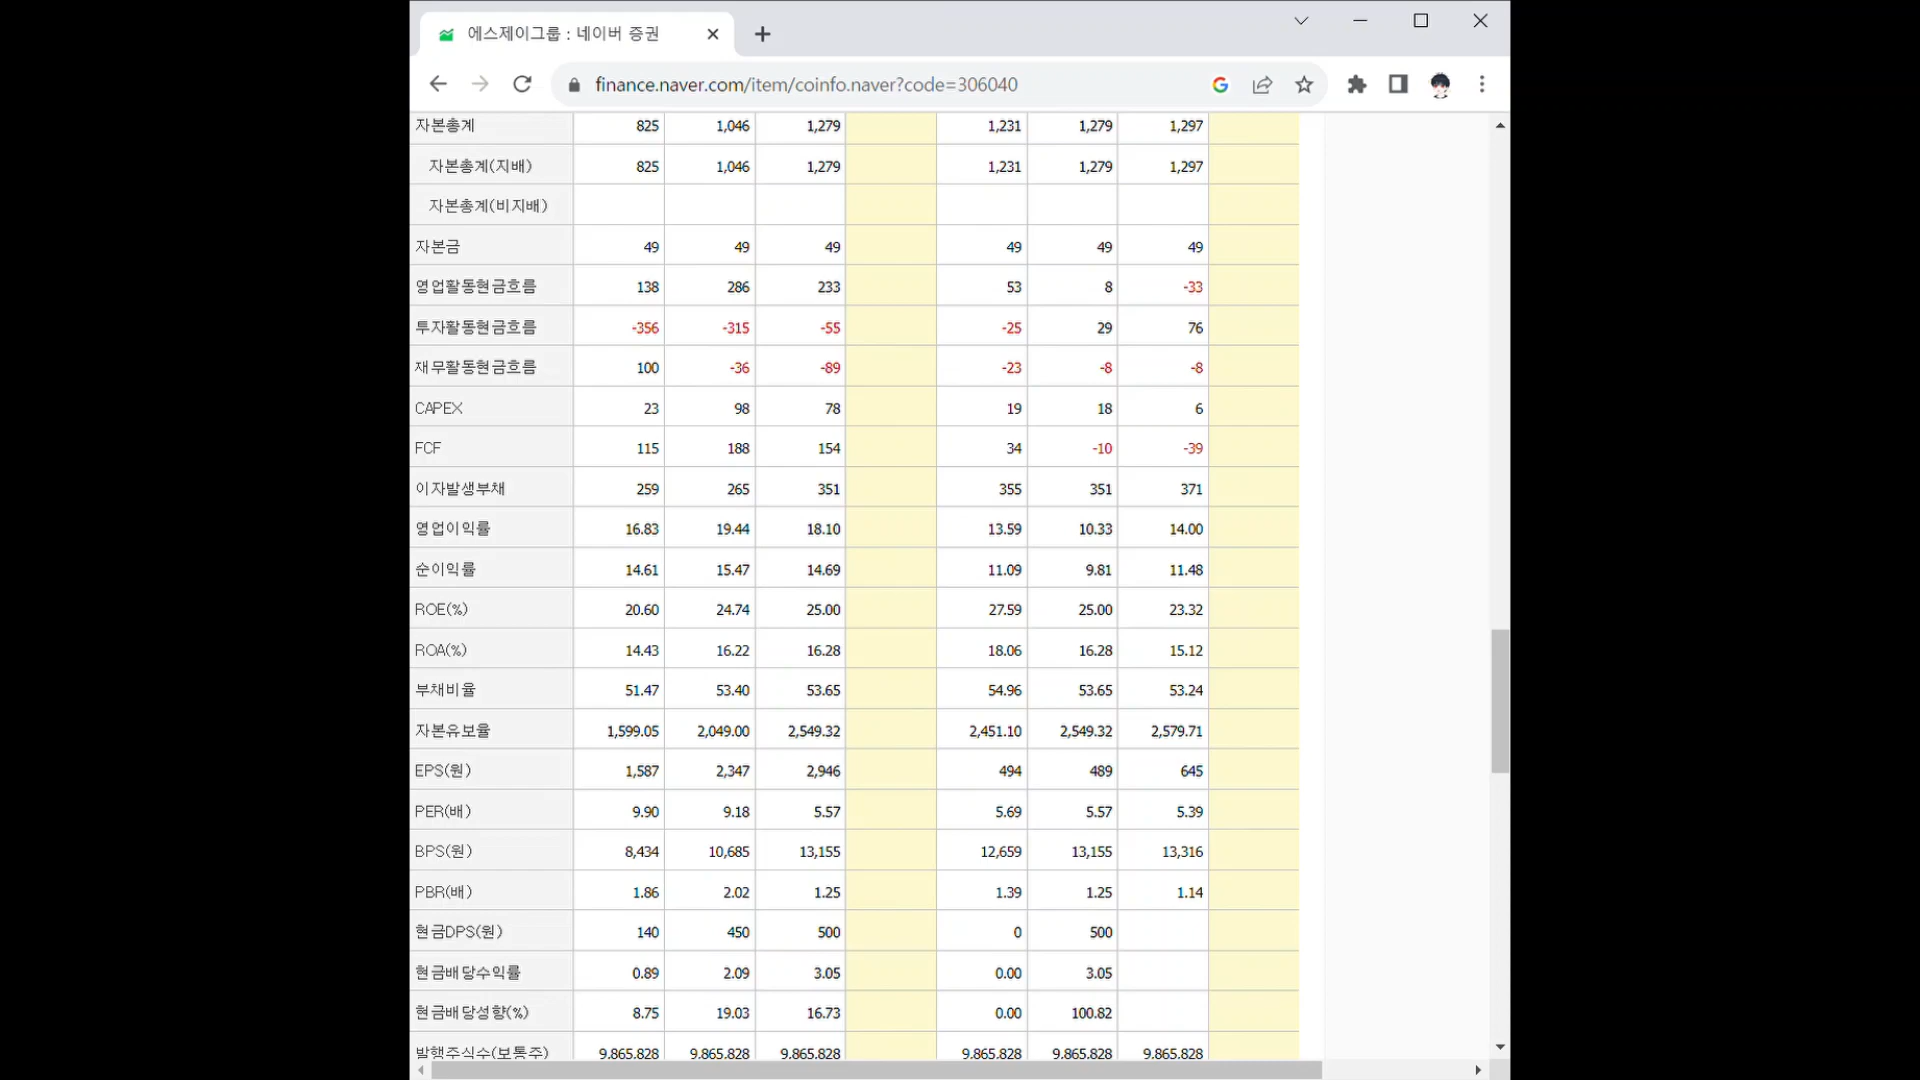 에스제이그룹 : 네이버 증권
finance.naver.com/item/coinfo.naver?code=306040
자본총계 825 1,046 1,279 1,231 1,279 1,297
자본총계(지배) 825 1,046 1,279 1,231 1,279 1,297
자본총계(비지배)
자본금 49 49 49 49 49 49
영업활동현금흐름 138 286 233 53 8 -33
투자활동현금흐름 -356 -315 -55 -25 29 76
재무활동현금흐름 100 -36 -89 -23 -8 -8
CAPEX 23 98 78 19 18 6
FCF 115 188 154 34 -10 -39
이자발생부채 259 265 351 355 351 371
영업이익률 16.83 19.44 18.10 13.59 10.33 14.00
순이익률 14.61 15.47 14.69 11.09 9.81 11.48
ROE(%) 20.60 24.74 25.00 27.59 25.00 23.32
ROA(%) 14.43 16.22 16.28 18.06 16.28 15.12
부채비율 51.47 53.40 53.65 54.96 53.65 53.24
자본유보율 1,599.05 2,049.00 2,549.32 2,451.10 2,549.32 2,579.71
EPS(원) 1,587 2,347 2,946 494 489 645
PER(배) 9.90 9.18 5.57 5.69 5.57 5.39
BPS(원) 8,434 10,685 13,155 12,659 13,155 13,316
PBR(배) 1.86 2.02 1.25 1.39 1.25 1.14
현금DPS(원) 140 450 500 0 500
현금배당수익률 0.89 2.09 3.05 0.00 3.05
현금배당성향(%) 8.75 19.03 16.73 0.00 100.82
발행주식수(보통주) 9,865,828 9,865,828 9,865,828 9,865,828 9,865,828 9,865,828